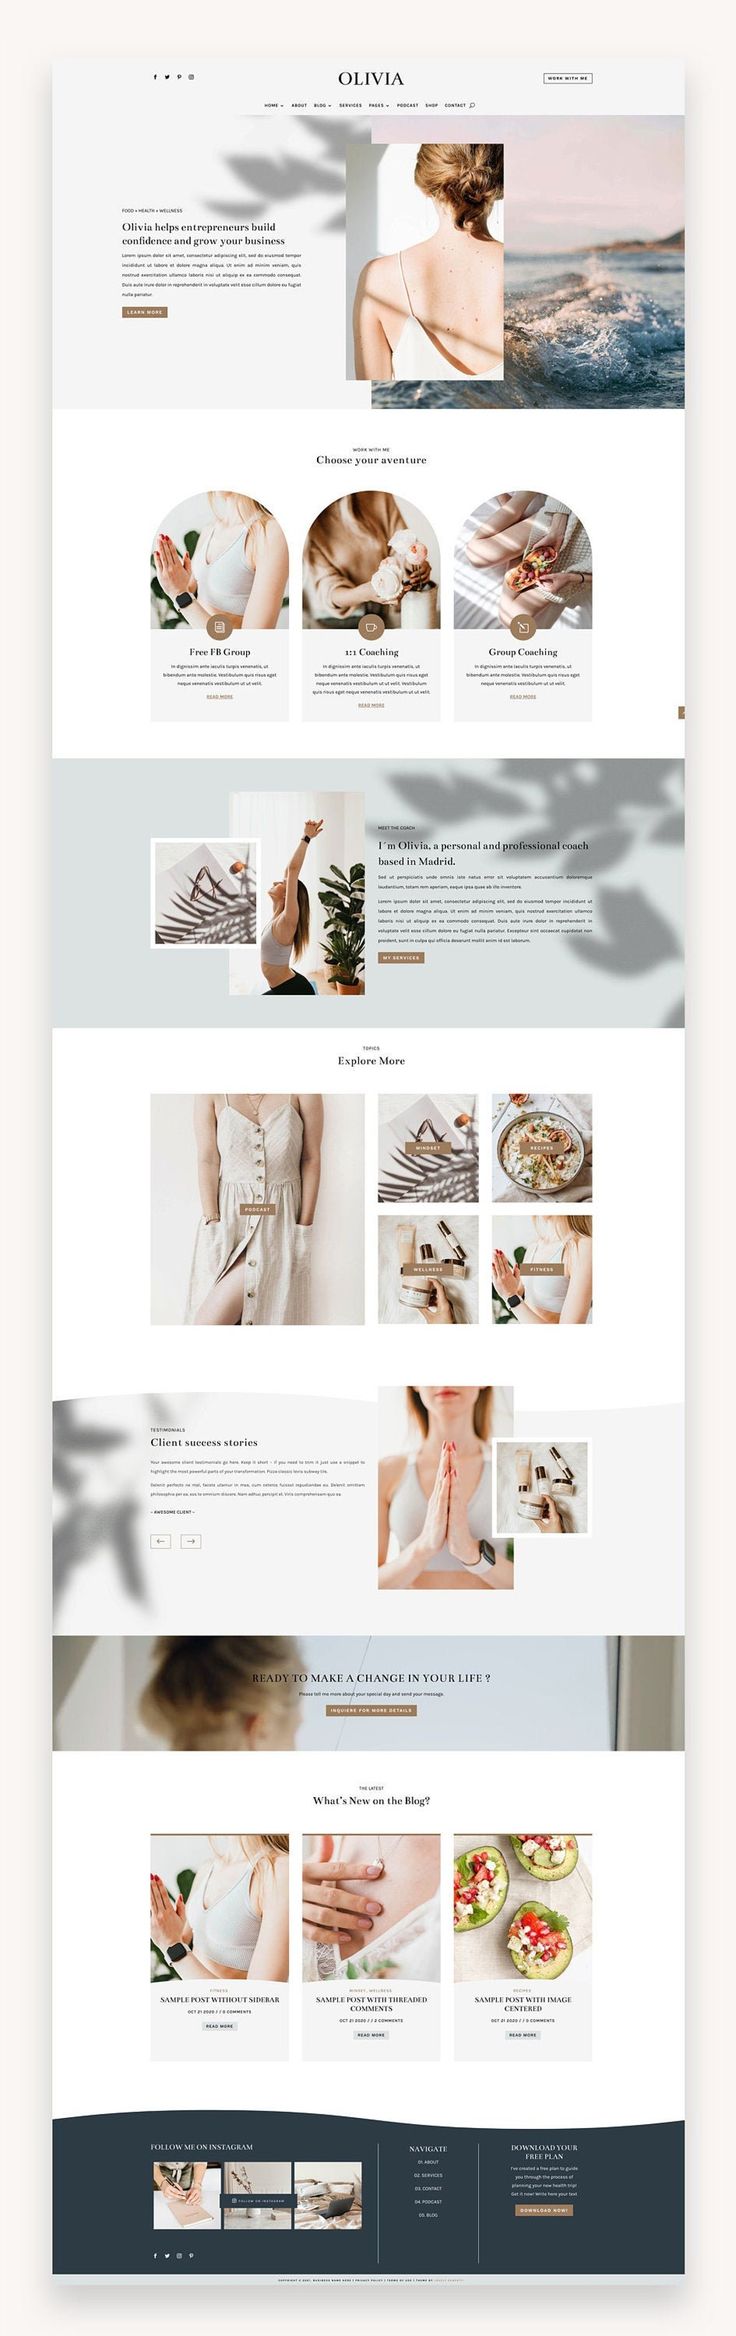 OLIVIA
WORK WITH ME
HOME ABOUT BLOG SERVICES PAGES PODCAST SHOP CONTACT
FOOD + HEALTH + WELLNESS
Olivia helps entrepreneurs build
confidence and grow your business
Lorem ipsum dolor sit amet, consectetur adipiscing elit, eiusmod tempor
incididunt ut labore et dolore magna aliqua. Ut enim ad minim veniam, quis
nostrud exercitation ullamco laboris nisi ut aliquip ex ea commodo consequat.
Duis aute irure dolor in reprehenderit in voluptate velit esse cillum dolore eu fugiat
nulla pariatur.
LEARN MORE
WORK WITH ME
Choose your aventure
Free FB Group
In dignissim ante iaculis turpis venenatis, ut
bibendum ante molestie. Vestibulum quis risus eget
neque venenatis vestibulum ut ut velit.
READ MORE
1:1 Coaching
In dignissim ante iaculis turpis venenatis, ut
bibendum ante molestie. Vestibulum quis risus eget
neque venenatis vestibulum ut ut velit. Vestibulum
quis risus eget neque venenatis vestibulum ut ut velit.
READ MORE
Group Coaching
In dignissim ante iaculis turpis venenatis, ut
bibendum ante molestie. Vestibulum quis risus eget
neque venenatis vestibulum ut ut velit.
READ MORE
MEET THE COACH
I´m Olivia, a personal and professional coach
based in Madrid.
Sed ut perspiciatis unde omnis iste natus error sit voluptatem accusantium doloremque
laudantium, totam rem aperiam, eaque ipsa quae ab illo inventore.
Lorem ipsum dolor sit amet, consectetur adipiscing elit, sed do eiusmod tempor incididunt ut
labore et dolore magna aliqua. Ut enim ad minim veniam, quis nostrud exercitation ullamco
laboris nisi ut aliquip ex ea commodo consequat. Duis aute irure dolor in reprehenderit in
voluptate velit esse cillum dolore eu fugiat nulla pariatur. Excepteur sint occaecat cupidatat non
proident, sunt in culpa qui officia deserunt mollit anim id est laborum.
MY SERVICES
TOPICS
Explore More
PODCAST
MINDSET
RECIPES
WELLNESS
FITNESS
TESTIMONIALS
Client success stories
Your awesome client testimonials go here. Keep it short - if you need to trim it just use a snippet to
highlight the most powerful parts of your transformation. Pizza classic lexis subway tile.
Delenit perfecto ne mal, facete ullamur in mea, cum ceteros fuisset repudiandae eu. Delenit omittam
philosophia per ea, eos te omnium discere. Nam adhuc percipit et. Vitis comprehensam quo ea.
- AWESOME CLIENT -
READY TO MAKE A CHANGE IN YOUR LIFE ?
Please tell me more about your special day and send your message.
INQUIERE FOR MORE DETAILS
THE LATEST
What's New on the Blog?
FITNESS
SAMPLE POST WITHOUT SIDEBAR
OCT 21 2020 // 0 COMMENTS
READ MORE
MINSET, WELLNESS
SAMPLE POST WITH THREADED
COMMENTS
OCT 21 2020 // 2 COMMENTS
READ MORE
RECIPES
SAMPLE POST WITH IMAGE
CENTERED
OCT 21 2020 // 0 COMMENTS
READ MORE
FOLLOW ME ON INSTAGRAM
FOLLOW ON INSTAGRAM
NAVIGATE
01. ABOUT
02. SERVICES
03. CONTACT
04. PODCAST
05. BLOG
DOWNLOAD YOUR
FREE PLAN
I've created a free plan to guide
you through the process of
planning your new health trip!
Get it now! Write here your text
DOWNLOAD NOW!
COPYRIGHT © 2021, BUSINESS NAME HERE | PRIVACY POLICY | TERMS OF USE | THEME BY